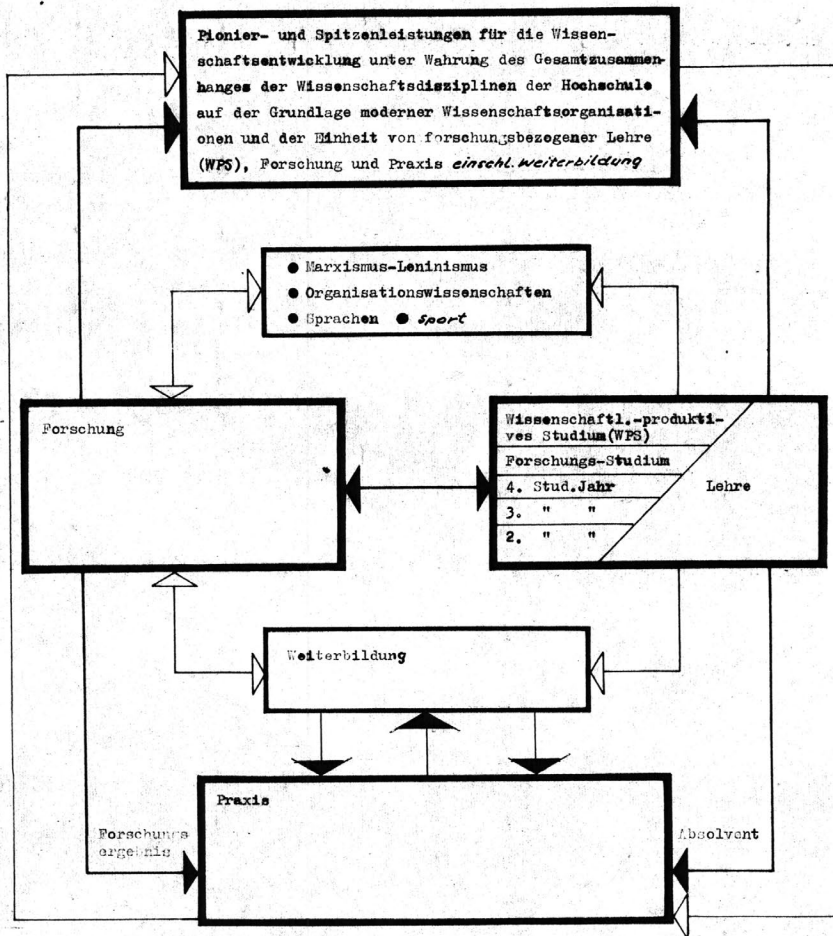 Pionier- und Spitzenleistungen für die Wissen-
schaftsentwicklung unter Wahrung des Gesamtzusammen-
hanges der Wissenschaftsdisziplinen der Hochschule
auf der Grundlage moderner Wissenschaftsorganisati-
onen und der Einheit von forschungsbezogener Lehre
(WPS), Forschung und Praxis einschl. Weiterbildung
● Marxismus-Leninismus
● Organisationswissenschaften
● Sprachen ● Sport
Forschung
Wissenschaftl.-produkti-
ves Studium(WPS)
Forschungs-Studium
4. Stud.Jahr
3. " "
2. " "
Lehre
Weiterbildung
Praxis
Forschungs
ergebnis
Absolvent